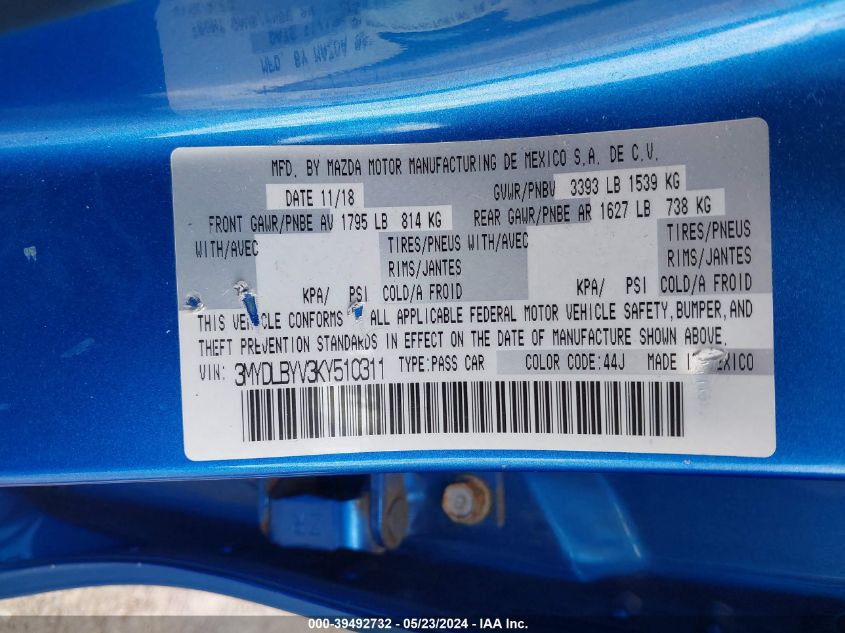 MFD. BY MAZDA MOTOR MANUFACTURING DE MEXICO S.A. DE C.V.
DATE 11/18 GVWR/PNBV 3393 LB 1539 KG
FRONT GAWR/PNBE AV 1795 LB 814 KG REAR GAWR/PNBE AR 1627 LB 738 KG
WITH/AVEC TIRES/PNEUS WITH/AVEC TIRES/PNEUS
RIMS/JANTES RIMS/JANTES
KPA/ PSI COLD/A FROID KPA/ PSI COLD/A FROID
THIS VEHICLE CONFORMS ALL APPLICABLE FEDERAL MOTOR VEHICLE SAFETY, BUMPER, AND
THEFT PREVENTION STANDARDS IN EFFECT ON THE DATE OF MANUFACTURE SHOWN ABOVE.
VIN: 3MYDLBYV3KY510311 TYPE:PASS CAR COLOR CODE:44J MADE IN MEXICO
00-39492732 - 05/23/2024 - IAA Inc.